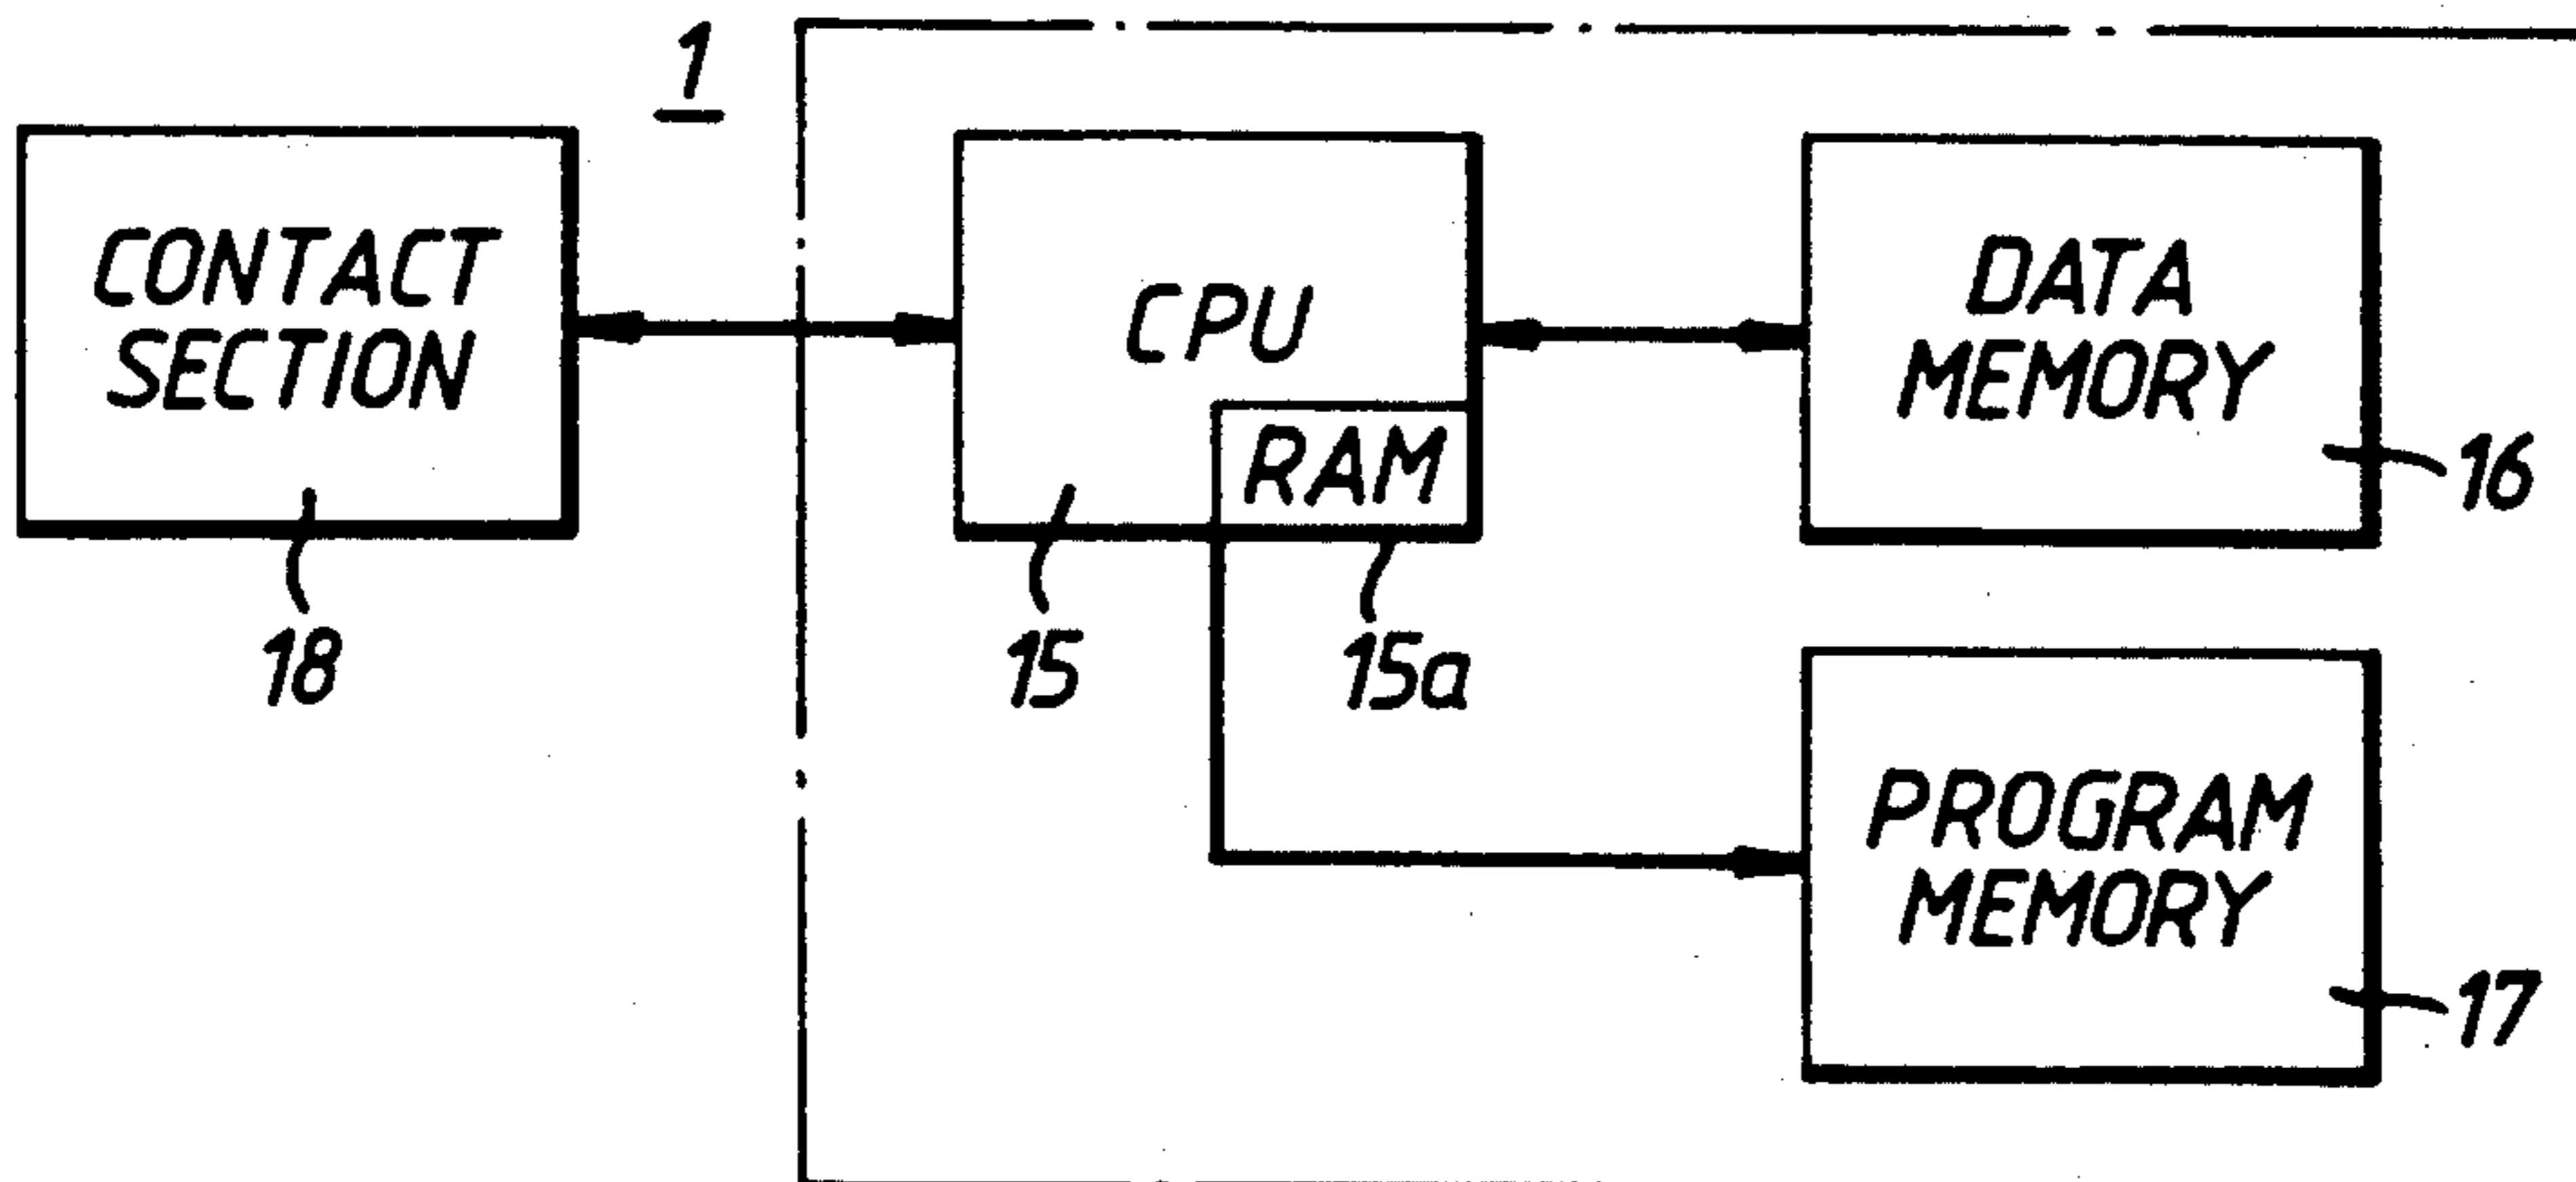 1
CONTACT
SECTION
18
CPU
RAM
15
15a
DATA
MEMORY
16
PROGRAM
MEMORY
17